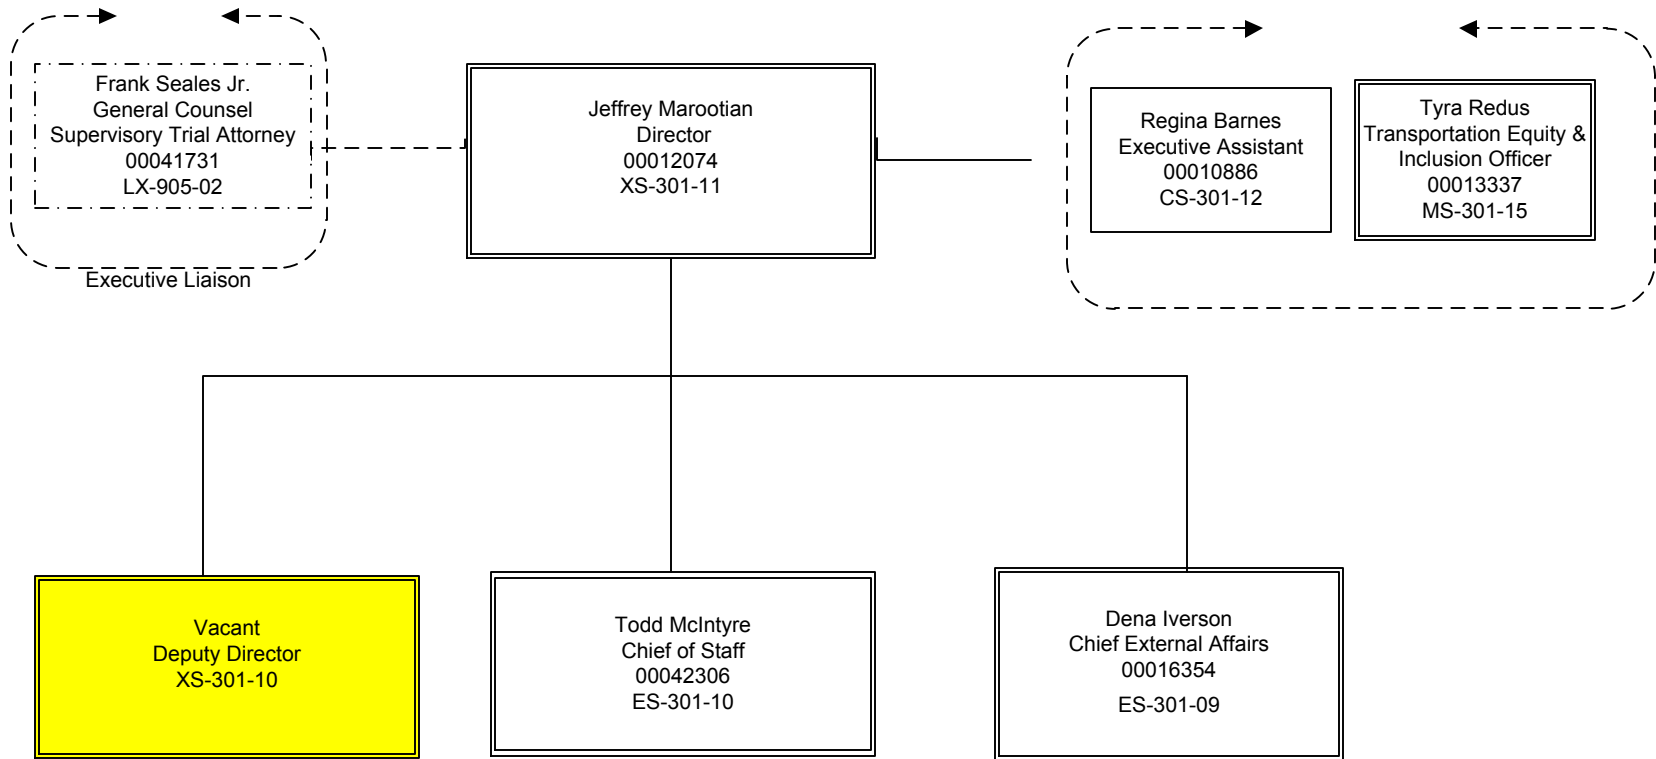 Frank Seales Jr.
General Counsel
Supervisory Trial Attorney
00041731
LX-905-02
Executive Liaison
Jeffrey Marootian
Director
00012074
XS-301-11
Regina Barnes
Executive Assistant
00010886
CS-301-12
Tyra Redus
Transportation Equity &
Inclusion Officer
00013337
MS-301-15
Vacant
Deputy Director
XS-301-10
Todd McIntyre
Chief of Staff
00042306
ES-301-10
Dena Iverson
Chief External Affairs
00016354
ES-301-09